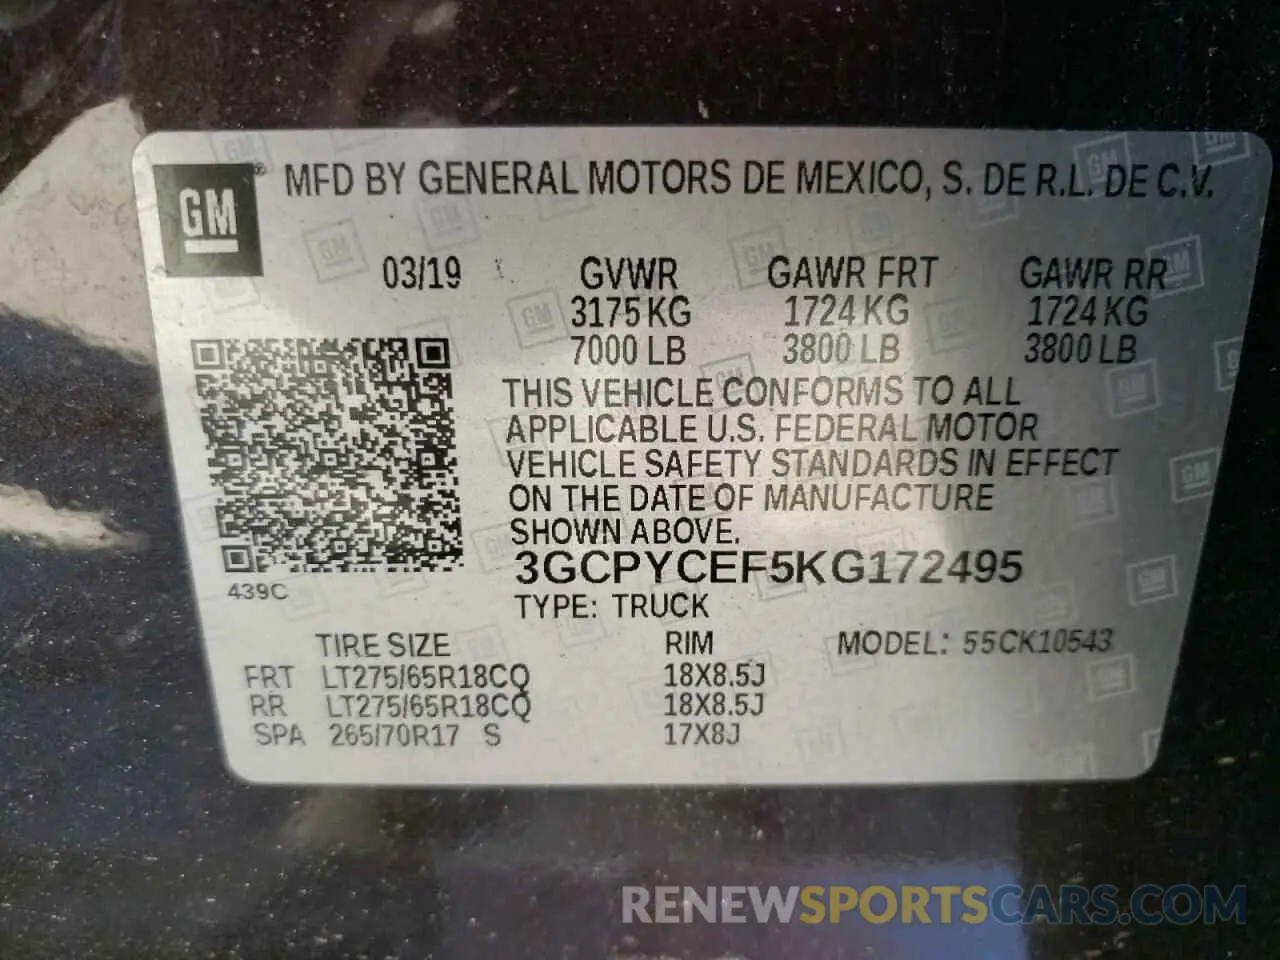 GM® MFD BY GENERAL MOTORS DE MEXICO, S. DE R.L. DE C.V.
03/19 GVWR GAWR FRT GAWR RR
3175 KG 1724 KG 1724 KG
7000 LB 3800 LB 3800 LB
THIS VEHICLE CONFORMS TO ALL
APPLICABLE U.S. FEDERAL MOTOR
VEHICLE SAFETY STANDARDS IN EFFECT
ON THE DATE OF MANUFACTURE
SHOWN ABOVE.
3GCPYCEF5KG172495
439C
TYPE: TRUCK
TIRE SIZE RIM MODEL: 55CK10543
FRT LT275/65R18CQ 18X8.5J
RR LT275/65R18CQ 18X8.5J
SPA 265/70R17 S 17X8J
RENEWSPORTSCARS.COM